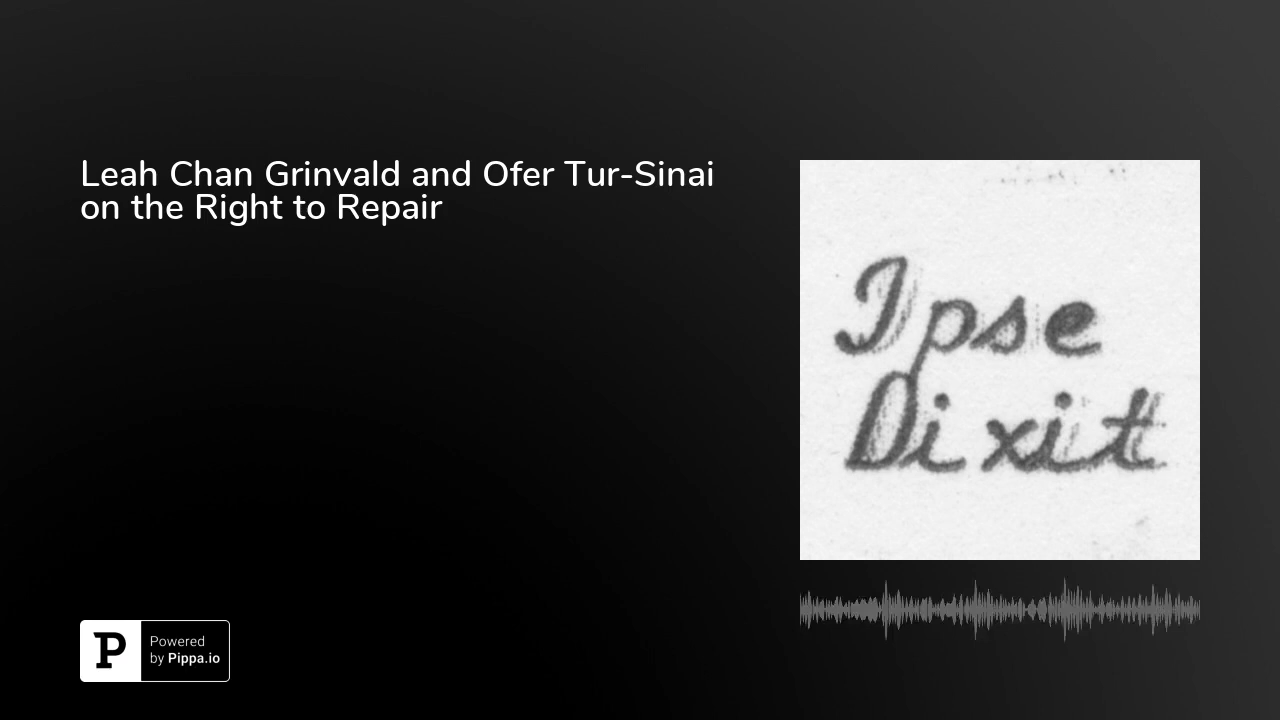 Leah Chan Grinvald and Ofer Tur-Sinai
on the Right to Repair
Ipse
Dixit
P
Powered
by Pippa.io